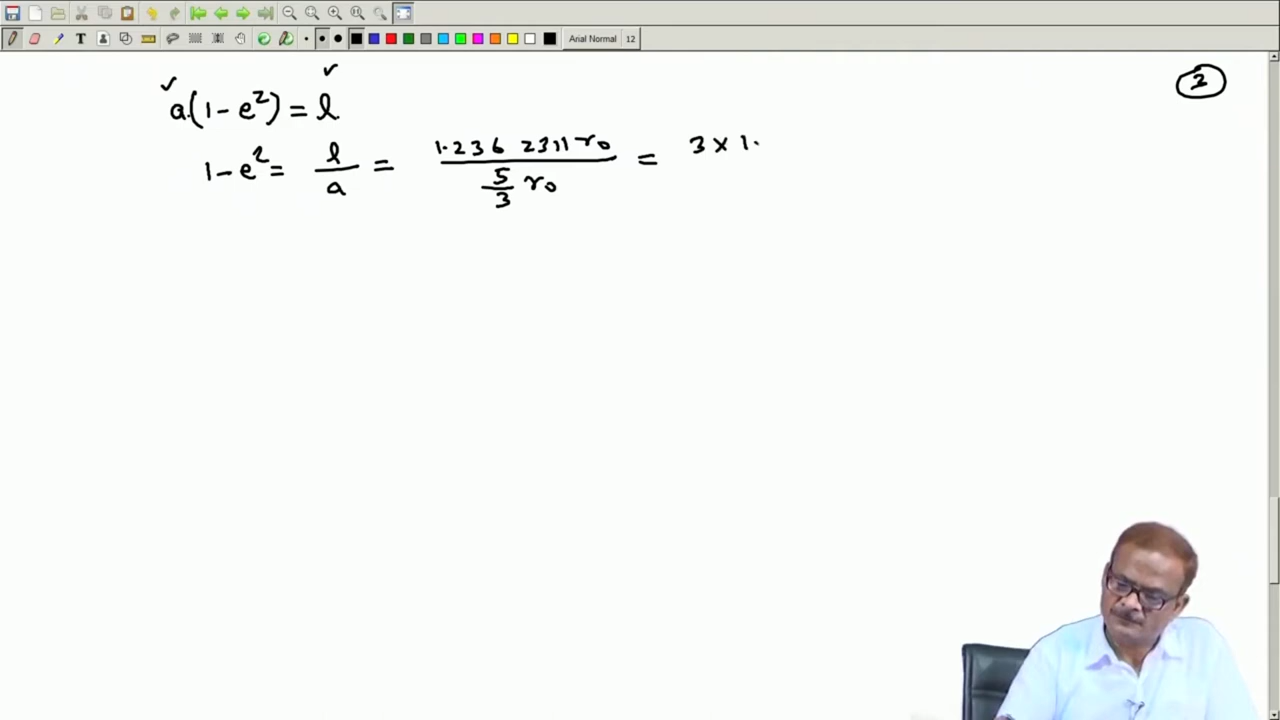 Arial Normal 12
2
a(1-e²) = l
1-e² = l/a = 1.236 2311 r₀ / (5/3 r₀) = 3 × 1.